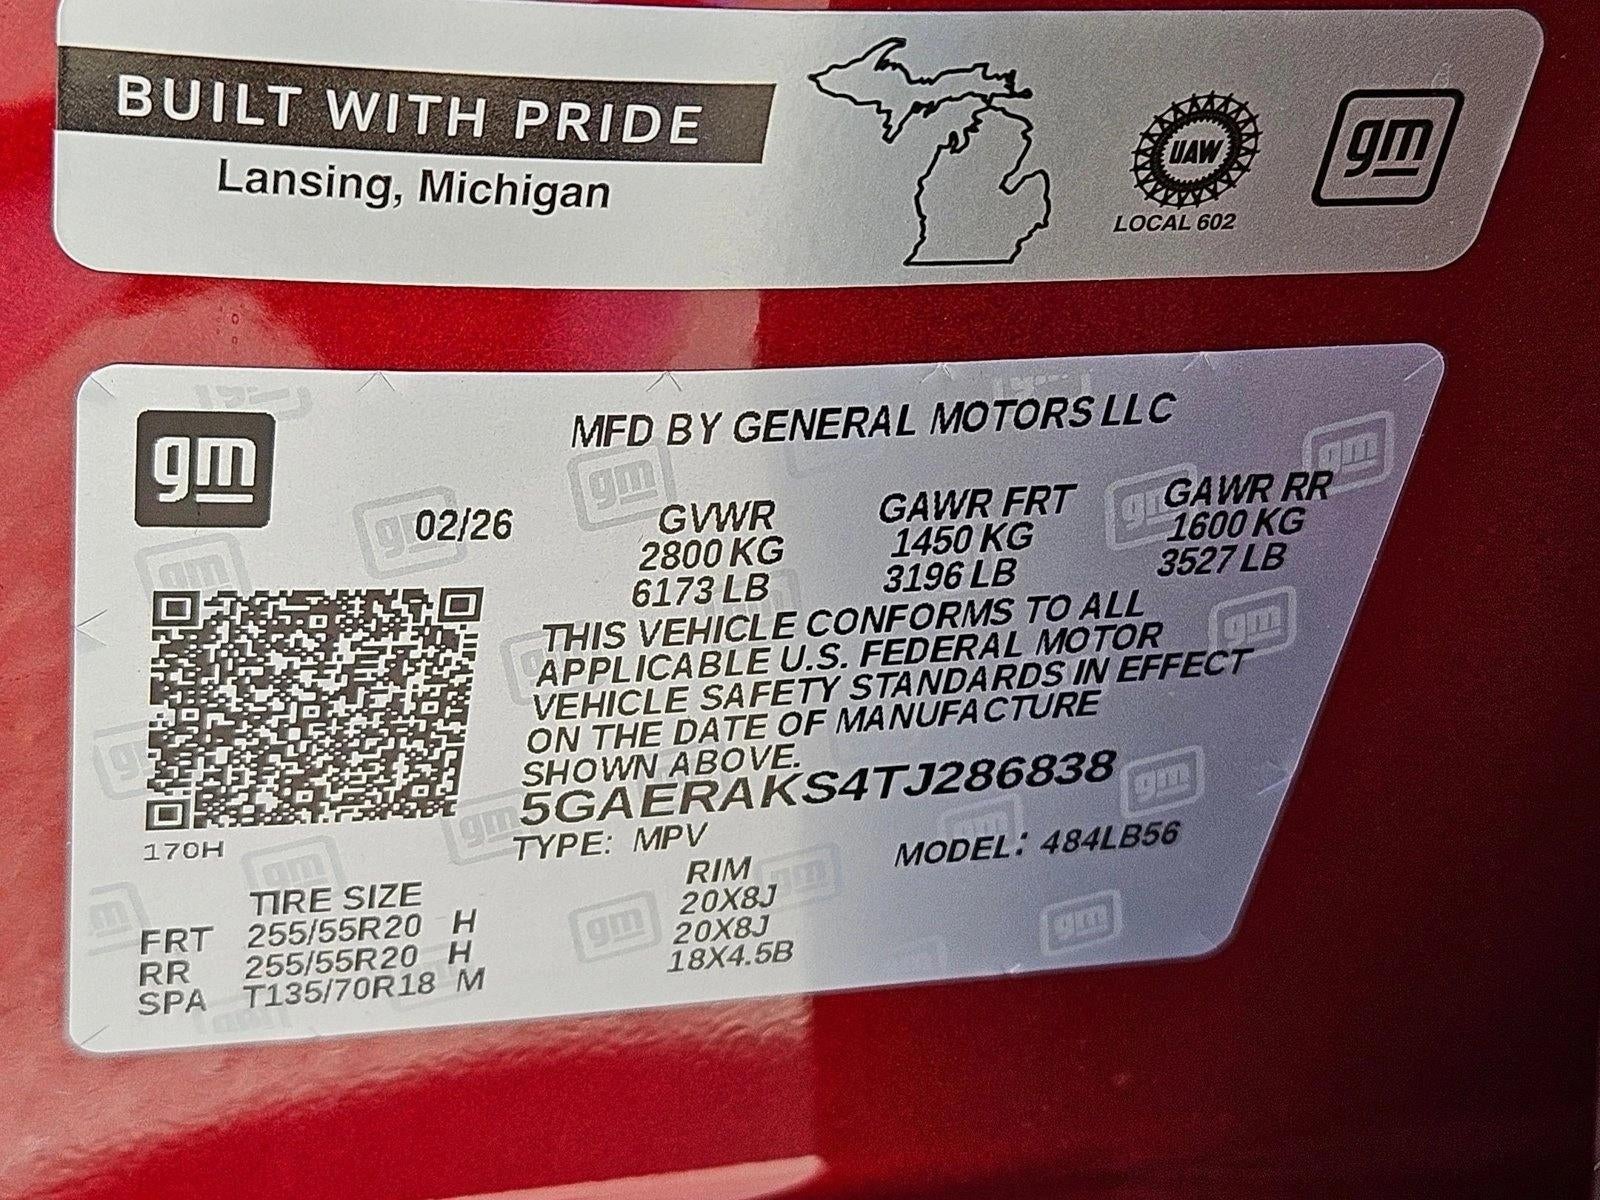 BUILT WITH PRIDE
Lansing, Michigan
UAW
LOCAL 602
gm
gm
MFD BY GENERAL MOTORS LLC
02/26
GVWR GAWR FRT GAWR RR
2800 KG 1450 KG 1600 KG
6173 LB 3196 LB 3527 LB
THIS VEHICLE CONFORMS TO ALL
APPLICABLE U.S. FEDERAL MOTOR
VEHICLE SAFETY STANDARDS IN EFFECT
ON THE DATE OF MANUFACTURE
SHOWN ABOVE.
5GAERAKS4TJ286838
170H
TYPE: MPV MODEL: 484LB56
TIRE SIZE RIM
FRT 255/55R20 H 20X8J
RR 255/55R20 H 20X8J
SPA T135/70R18 M 18X4.5B